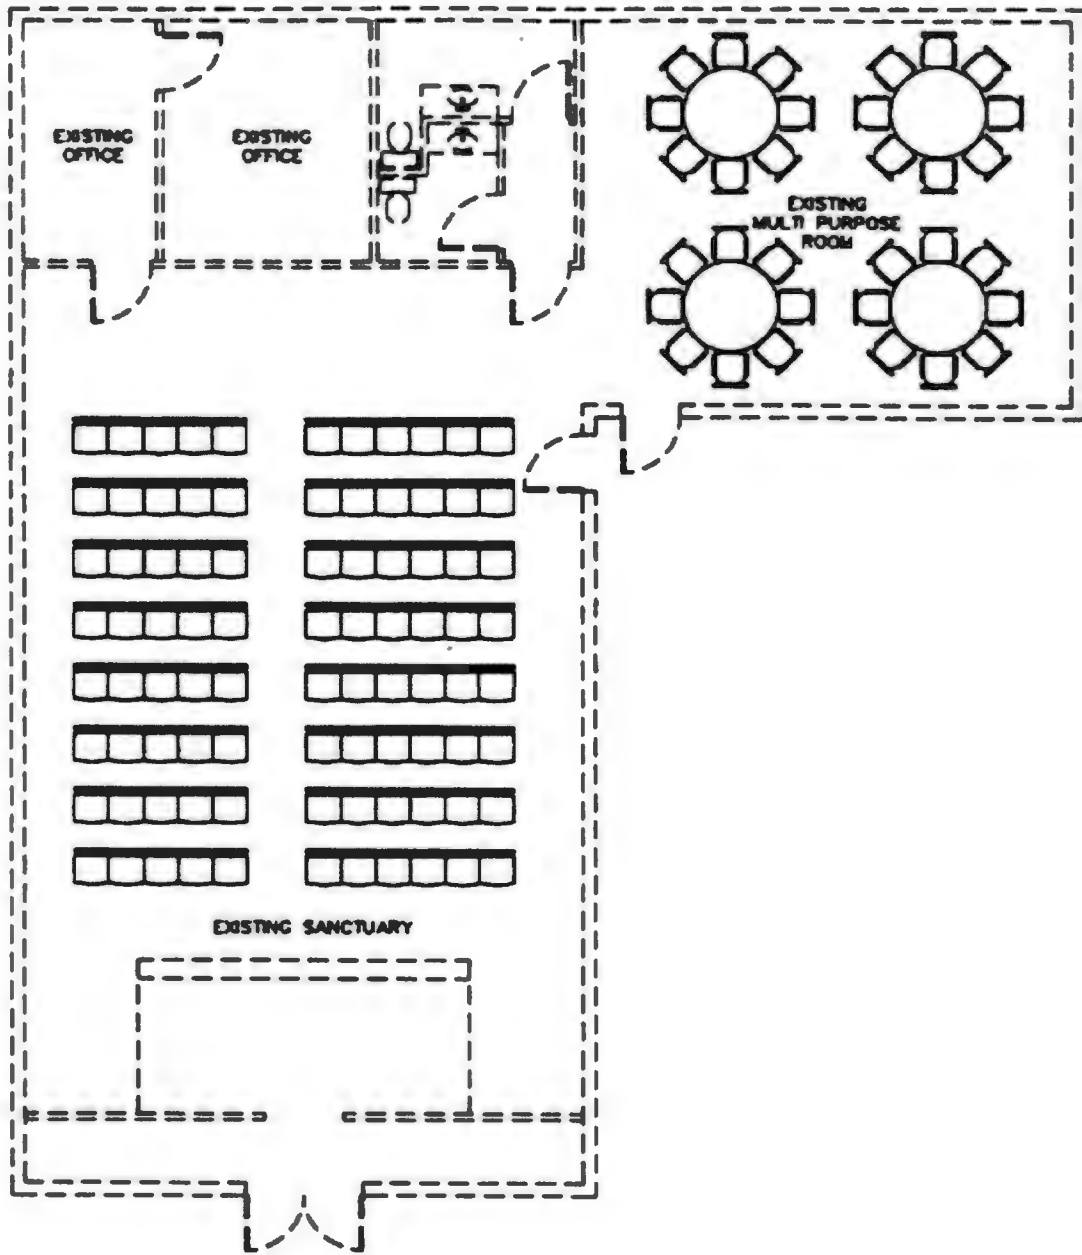 EXISTING
OFFICE
EXISTING
OFFICE
EXISTING
MULTI PURPOSE
ROOM
EXISTING SANCTUARY